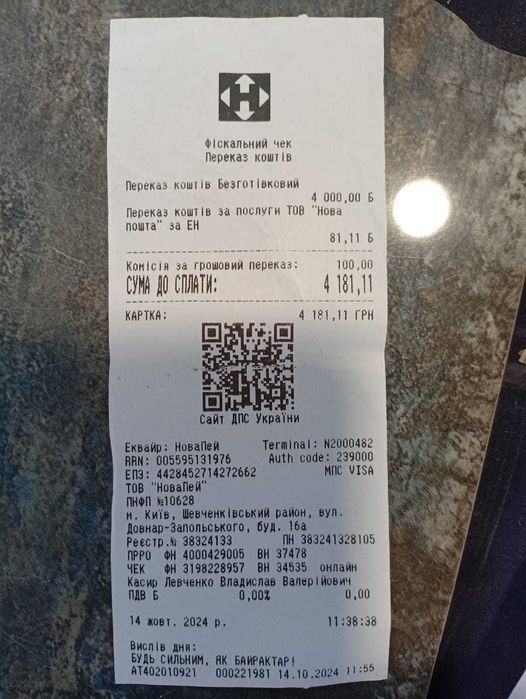 Фіскальний чек
Переказ коштів
Переказ коштів Безготівковий
4 000,00 Б
Переказ коштів за послуги ТОВ "Нова
пошта" за ЕН
81,11 Б
Комісія за грошовий переказ: 100,00
СУМА ДО СПЛАТИ: 4 181,11
КАРТКА: 4 181,11 ГРН
Сайт ДПС України
Еквайр: НоваПей Terminal: N2000482
RRN: 005595131976 Auth code: 239000
ЕПЗ: 4428452714272662 МПС VISA
ТОВ "НоваПей"
ПНФП №10628
м. Київ, Шевченківський район, вул.
Довнар-Запольського, буд. 16а
Реєстр.№ 38324133 ПН 383241328105
ПРРО ФН 4000429005 ВН 37478
ЧЕК ФН 3198228957 ВН 34535 онлайн
Касир Левченко Владислав Валерійович
ПДВ Б 0,00% 0,00
14 жовт. 2024 р. 11:38:38
Вислів дня:
БУДЬ СИЛЬНИМ, ЯК БАЙРАКТАР!
AT402010921 000221981 14.10.2024 11:55